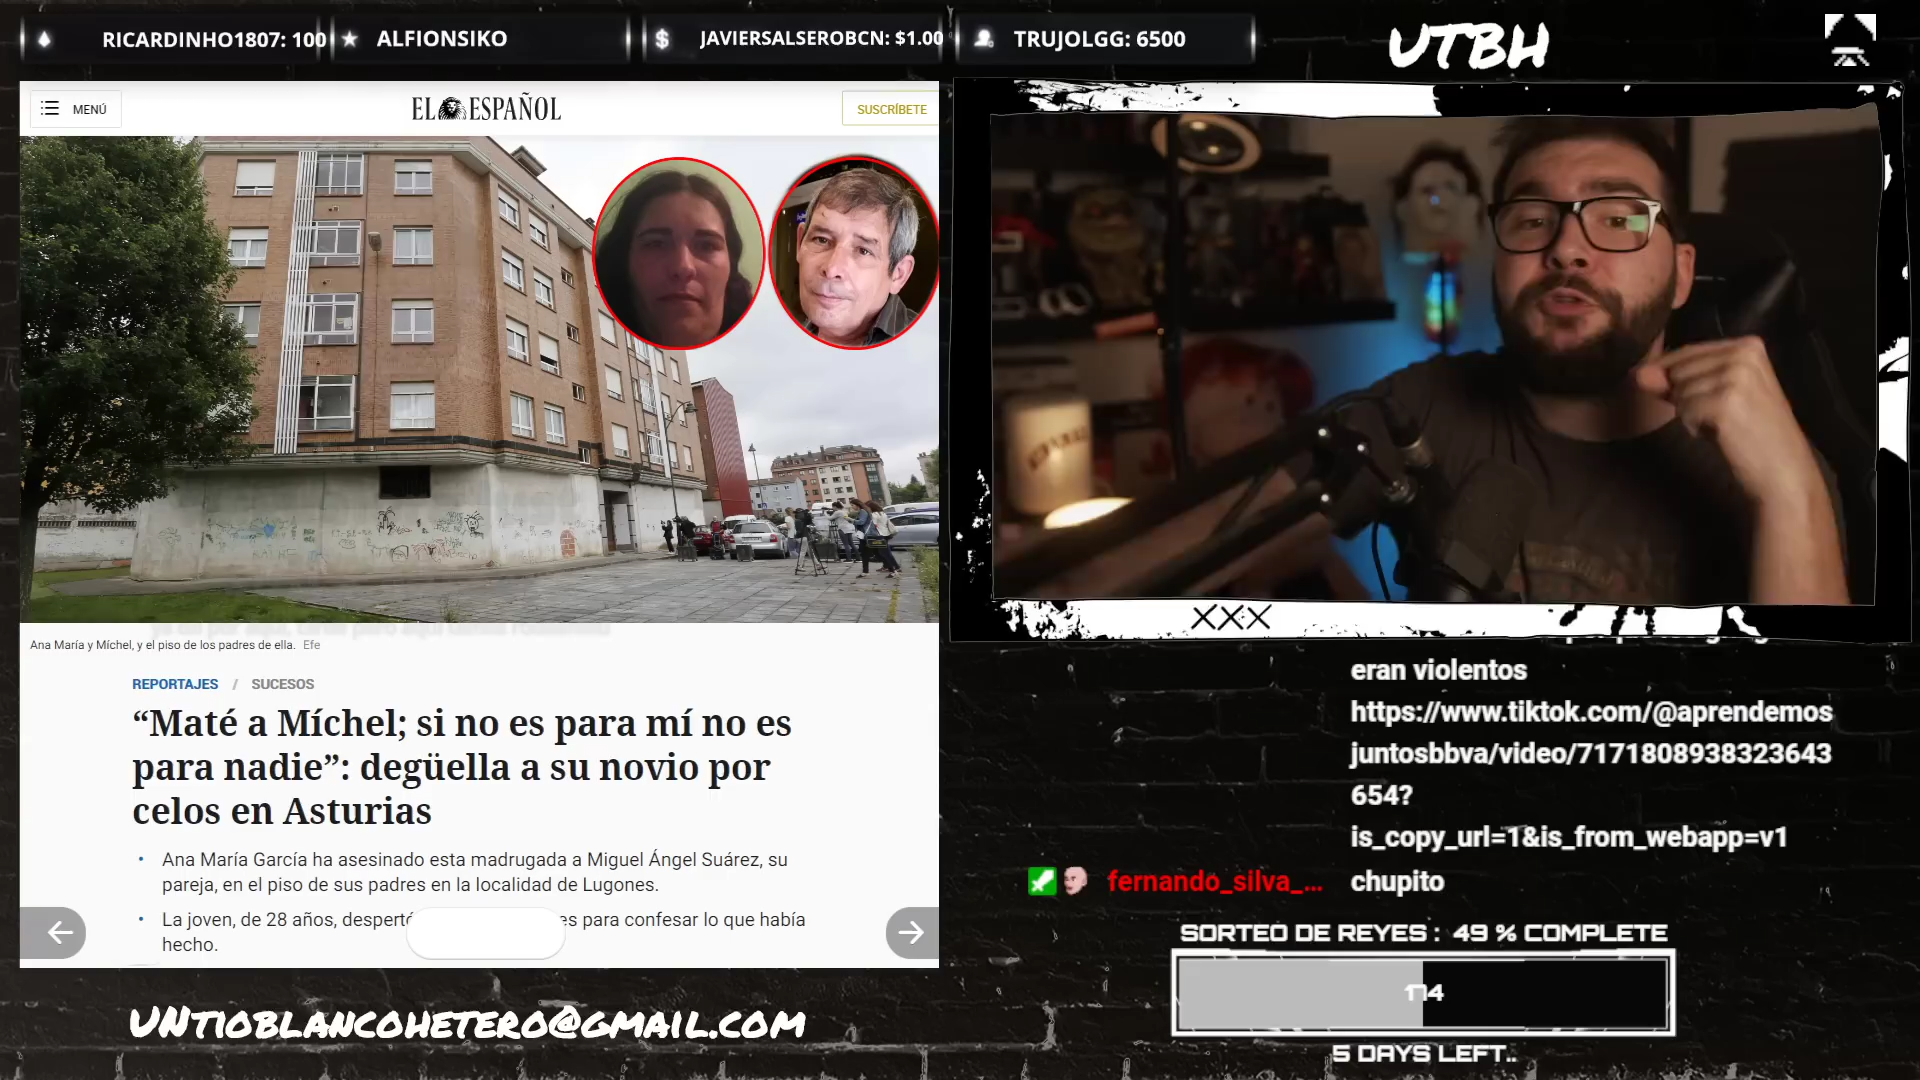 RICARDINHO1807: 100
ALFIONSIKO
JAVIERSALSEROBCN: $1.00
TRUJOLGG: 6500
UTBH
MENÚ
EL ESPAÑOL
SUSCRÍBETE
Ana María y Míchel, y el piso de los padres de ella. Efe
REPORTAJES / SUCESOS
“Maté a Míchel; si no es para mí no es
para nadie”: degüella a su novio por
celos en Asturias
• Ana María García ha asesinado esta madrugada a Miguel Ángel Suárez, su
pareja, en el piso de sus padres en la localidad de Lugones.
• La joven, de 28 años, despertó es para confesar lo que había
hecho.
XXX
eran violentos
https://www.tiktok.com/@aprendemos
juntosbbva/video/7171808938323643
654?
is_copy_url=1&is_from_webapp=v1
fernando_silva_... chupito
SORTEO DE REYES : 49 % COMPLETE
174
5 DAYS LEFT..
UNtioblancohetero@gmail.com